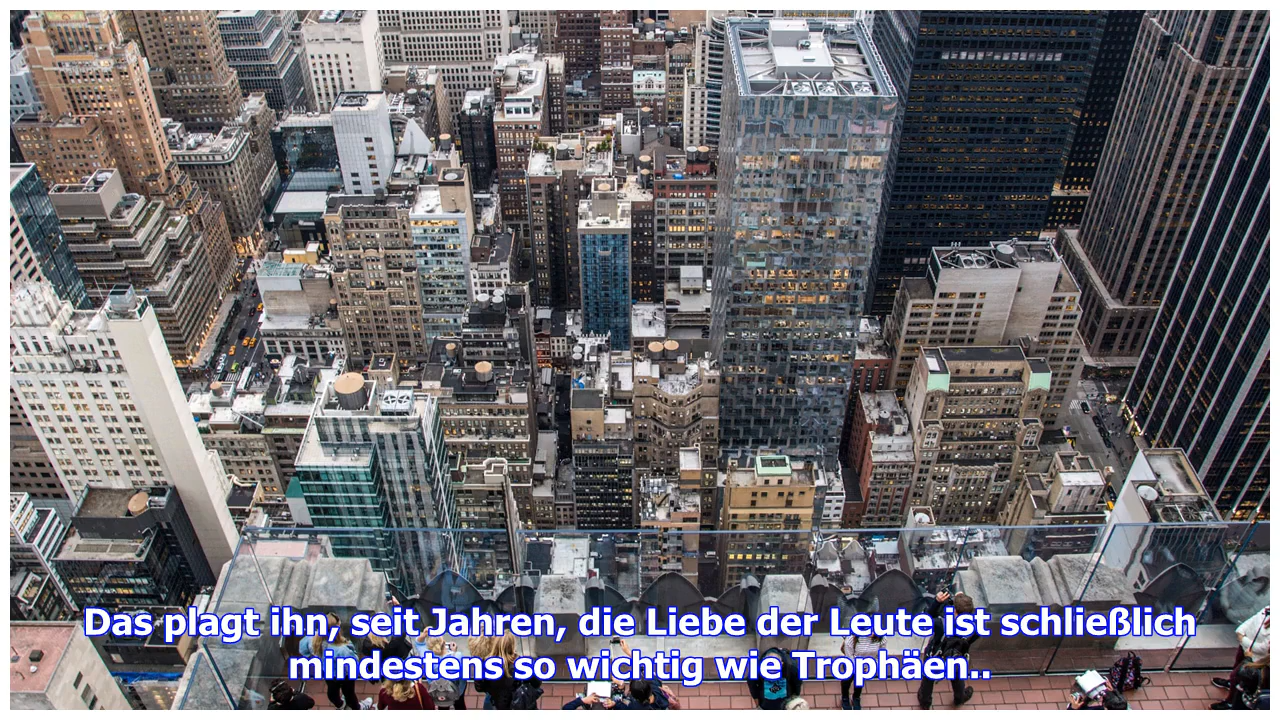 Das plagt ihn, seit Jahren, die Liebe der Leute ist schließlich
mindestens so wichtig wie Trophäen..